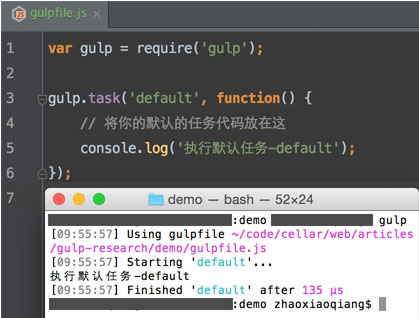 gulpfile.js
1 var gulp = require('gulp');
2
3 gulp.task('default', function() {
4 // 将你的默认的任务代码放在这
5 console.log('执行默认任务-default');
6 });
7
demo — bash — 52×24
:demo gulp
[09:55:57] Using gulpfile ~/code/cellar/web/articles
/gulp-research/demo/gulpfile.js
[09:55:57] Starting 'default'...
执行默认任务-default
[09:55:57] Finished 'default' after 135 μs
:demo zhaoxiaoqiang$